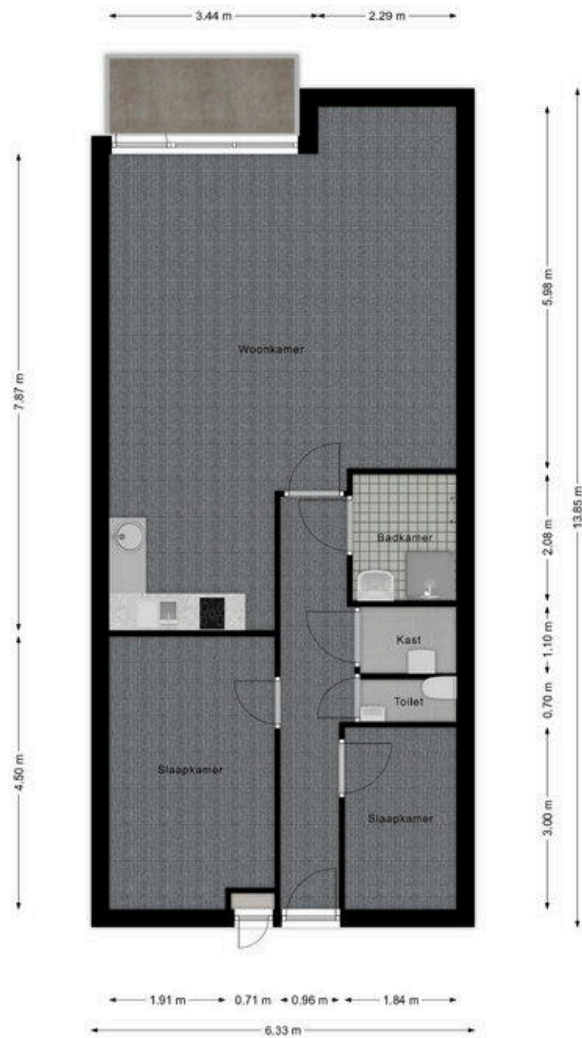 3.44 m
2.29 m
Woonkamer
7.87 m
5.98 m
13.85 m
Badkamer
2.08 m
Kast
1.10 m
Toilet
0.70 m
Slaapkamer
4.50 m
Slaapkamer
3.00 m
1.91 m
0.71 m
0.96 m
1.84 m
6.33 m